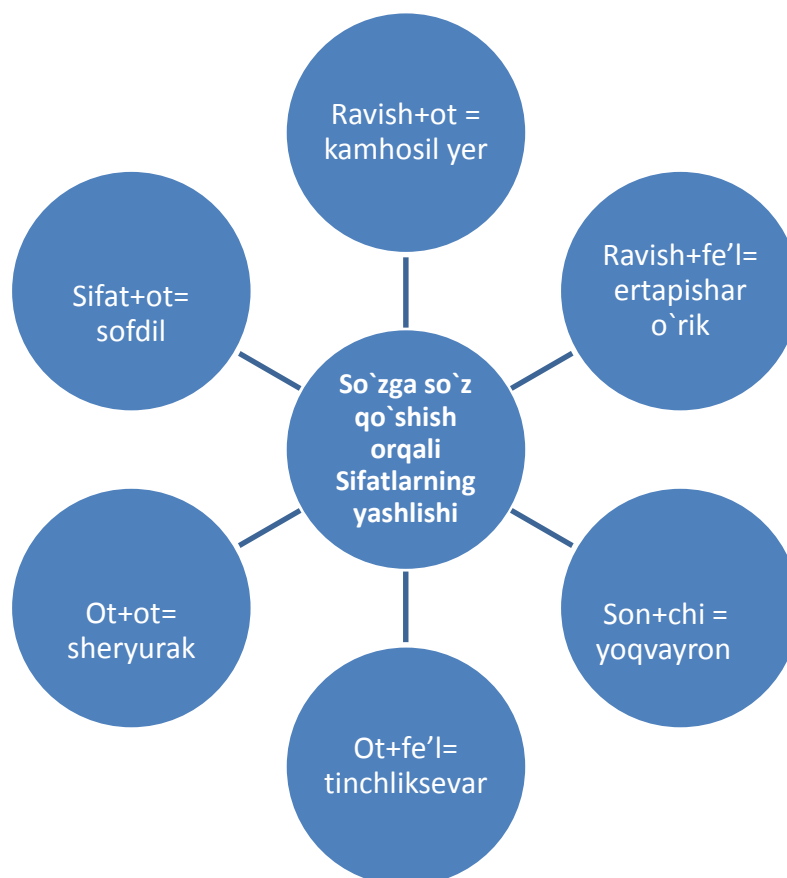 Ravish+ot =
kamhosil yer
Ravish+fe’l=
ertapishar
o`rik
Son+chi =
yoqvayron
Ot+fe’l=
tinchliksevar
Ot+ot=
sheryurak
Sifat+ot=
sofdil
So`zga so`z
qo`shish
orqali
Sifatlarning
yashlishi